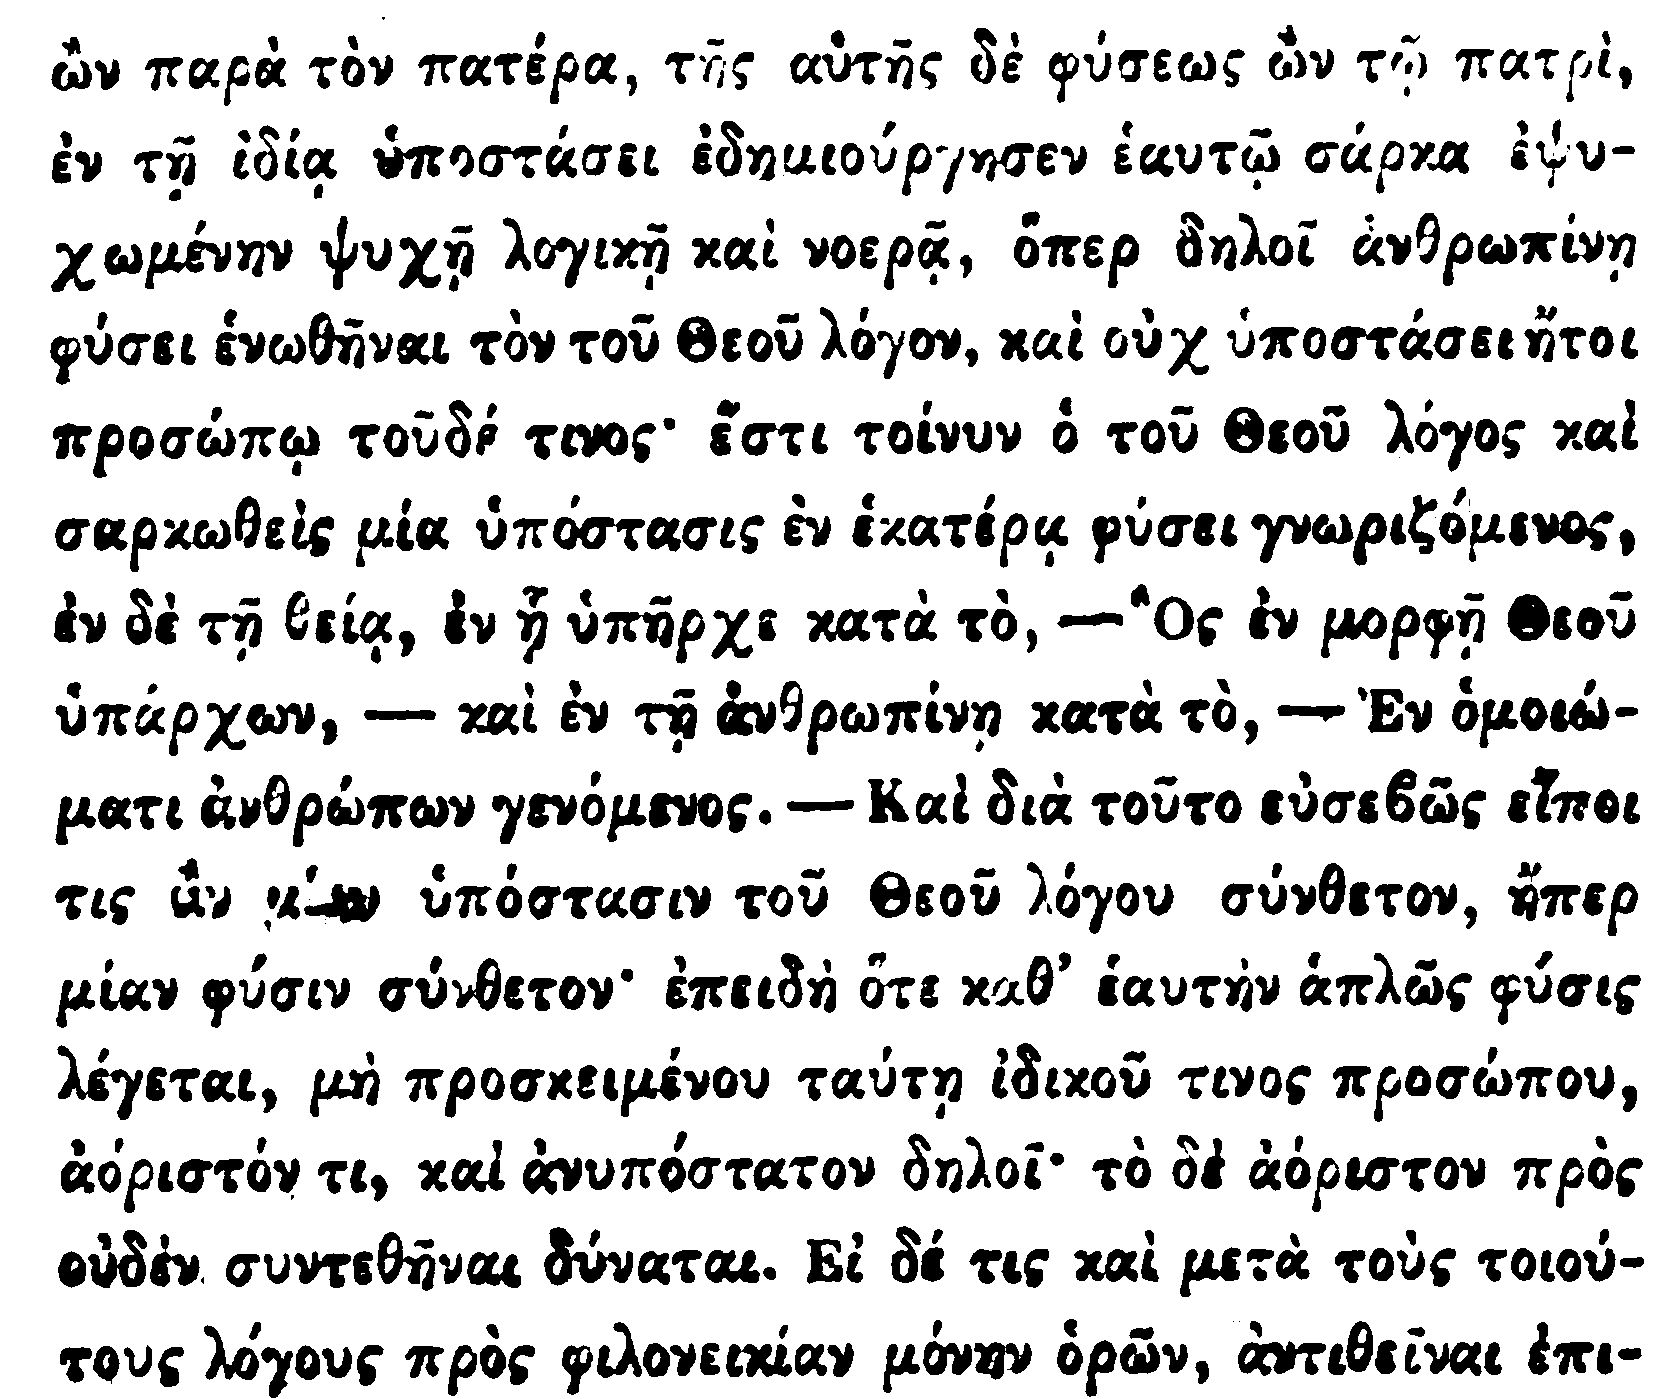 ὢν παρὰ τὸν πατέρα, τῆς αὐτῆς δὲ φύσεως ὢν τῷ πατρὶ,
ἐν τῇ ἰδίᾳ ὑποστάσει ἐδημιούργησεν ἑαυτῷ σάρκα ἐψυ-
χωμένην ψυχῇ λογικῇ καὶ νοερᾷ, ὅπερ δηλοῖ ἀνθρωπίνῃ
φύσει ἑνωθῆναι τὸν τοῦ Θεοῦ λόγον, καὶ οὐχ ὑποστάσει ἤτοι
προσώπῳ τοῦδέ τινος· ἔστι τοίνυν ὁ τοῦ Θεοῦ λόγος καὶ
σαρκωθεὶς μία ὑπόστασις ἐν ἑκατέρᾳ φύσει γνωριζόμενος,
ἐν δὲ τῇ θείᾳ, ἐν ᾗ ὑπῆρχε κατὰ τὸ, — Ὃς ἐν μορφῇ Θεοῦ
ὑπάρχων, — καὶ ἐν τῇ ἀνθρωπίνῃ κατὰ τὸ, — Ἐν ὁμοιώ-
ματι ἀνθρώπων γενόμενος. — Καὶ διὰ τοῦτο εὐσεβῶς εἴποι
τις ἂν μίαν ὑπόστασιν τοῦ Θεοῦ λόγου σύνθετον, ἤπερ
μίαν φύσιν σύνθετον· ἐπειδὴ ὅτε καθ’ ἑαυτὴν ἁπλῶς φύσις
λέγεται, μὴ προσκειμένου ταύτῃ ἰδικοῦ τινος προσώπου,
ἀόριστόν τι, καὶ ἀνυπόστατον δηλοῖ· τὸ δὲ ἀόριστον πρὸς
οὐδὲν συντεθῆναι δύναται. Εἰ δέ τις καὶ μετὰ τοὺς τοιού-
τους λόγους πρὸς φιλονεικίαν μόνην ὁρῶν, ἀντιθεῖναι ἐπι-